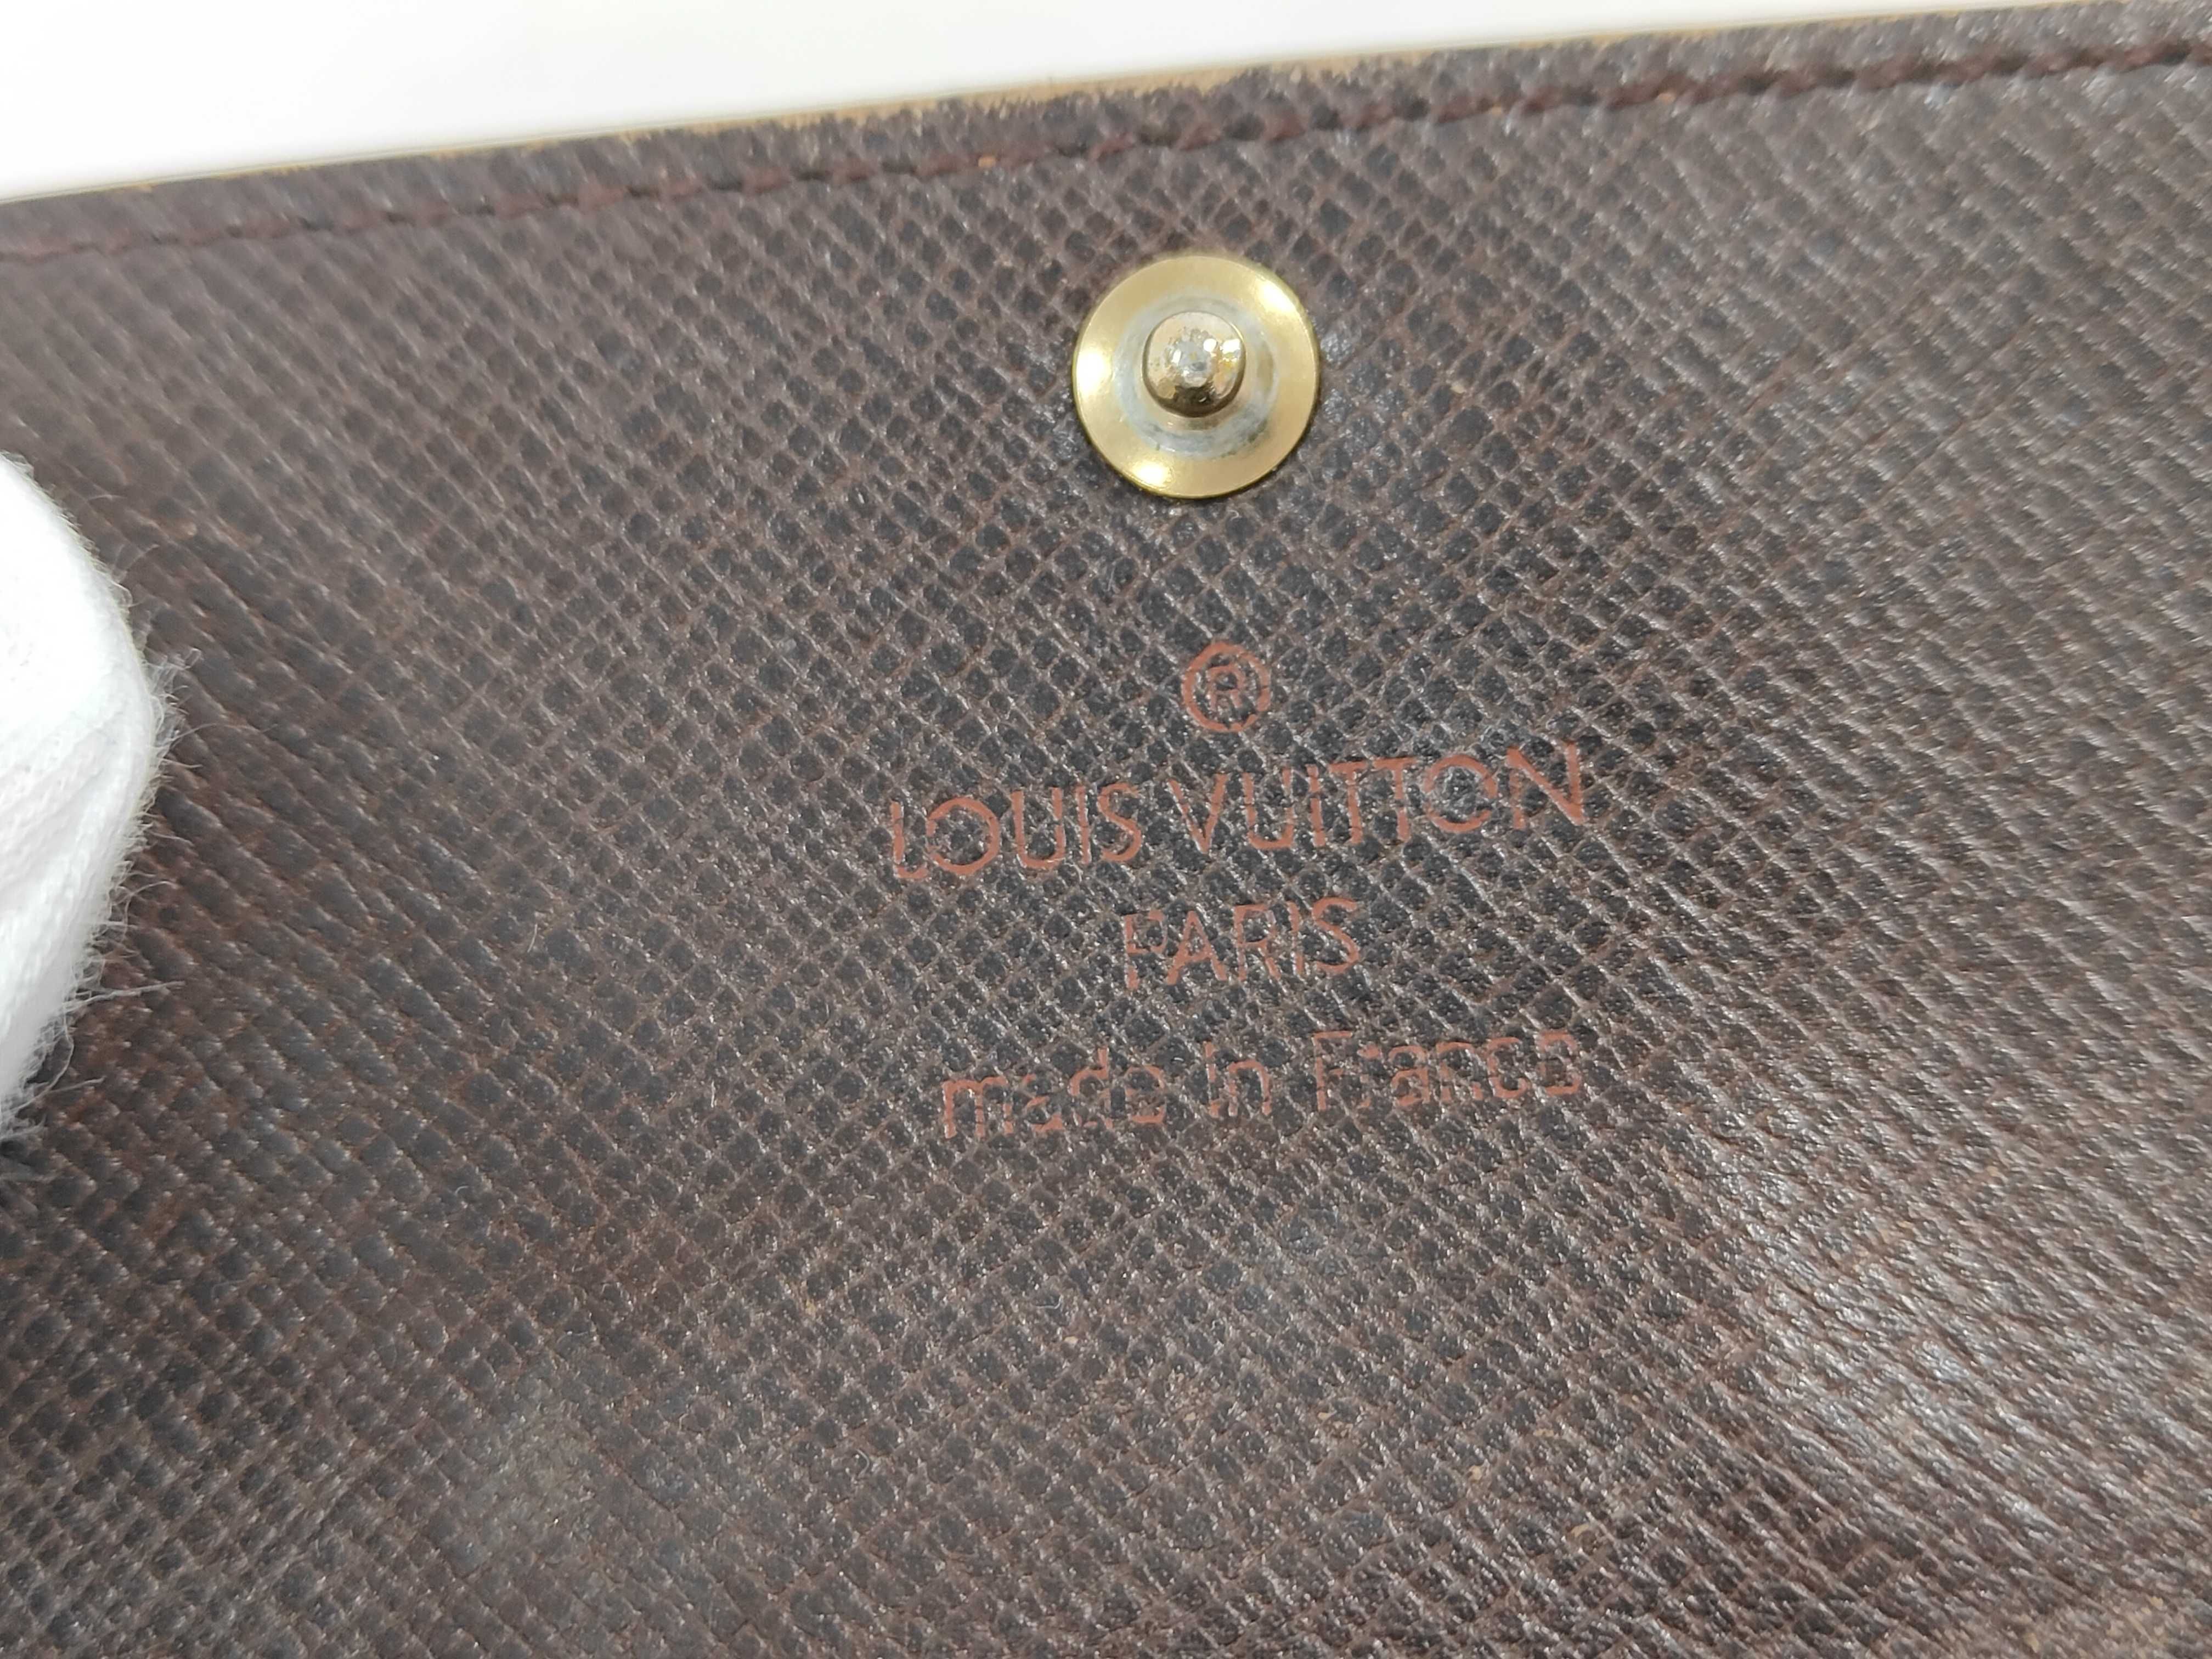 ®
LOUIS VUITTON
PARIS
made in France